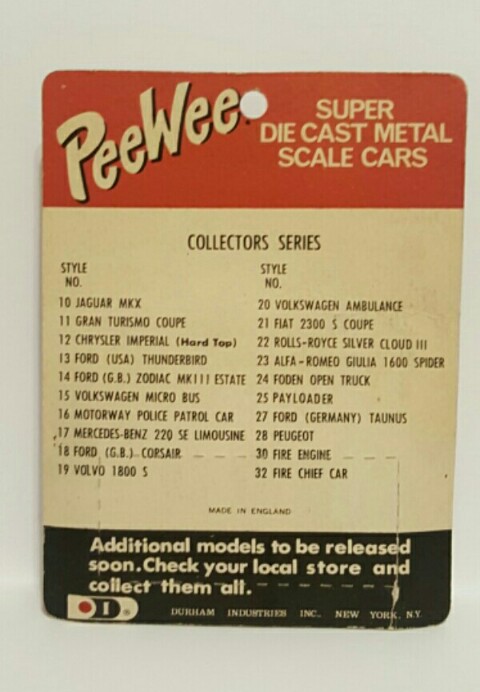 PeeWee
SUPER
DIE CAST METAL
SCALE CARS
COLLECTORS SERIES
STYLE
NO.
10 JAGUAR MKX
11 GRAN TURISMO COUPE
12 CHRYSLER IMPERIAL (Hard Top)
13 FORD (USA) THUNDERBIRD
14 FORD (G.B.) ZODIAC MKIII ESTATE
15 VOLKSWAGEN MICRO BUS
16 MOTORWAY POLICE PATROL CAR
17 MERCEDES-BENZ 220 SE LIMOUSINE
18 FORD (G.B.) CORSAIR
19 VOLVO 1800 S
STYLE
NO.
20 VOLKSWAGEN AMBULANCE
21 FIAT 2300 S COUPE
22 ROLLS-ROYCE SILVER CLOUD III
23 ALFA-ROMEO GIULIA 1600 SPIDER
24 FODEN OPEN TRUCK
25 PAYLOADER
27 FORD (GERMANY) TAUNUS
28 PEUGEOT
30 FIRE ENGINE
32 FIRE CHIEF CAR
MADE IN ENGLAND
Additional models to be released
soon. Check your local store and
collect them all.
D I ®
DURHAM INDUSTRIES INC., NEW YORK, N.Y.